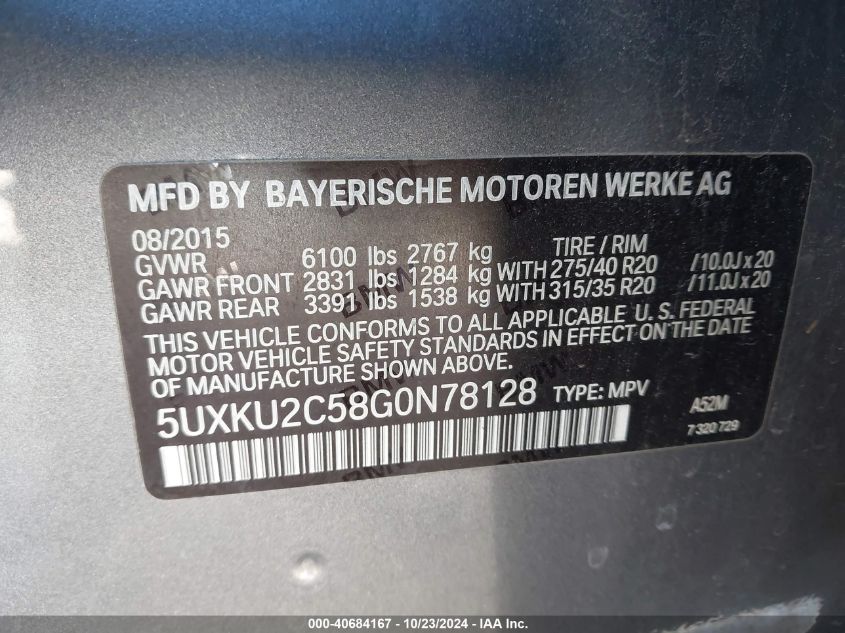 MFD BY BAYERISCHE MOTOREN WERKE AG
08/2015 TIRE / RIM
GVWR 6100 lbs 2767 kg
GAWR FRONT 2831 lbs 1284 kg WITH 275/40 R20 /10.0J x 20
GAWR REAR 3391 lbs 1538 kg WITH 315/35 R20 /11.0J x 20
THIS VEHICLE CONFORMS TO ALL APPLICABLE U. S. FEDERAL
MOTOR VEHICLE SAFETY STANDARDS IN EFFECT ON THE DATE
OF MANUFACTURE SHOWN ABOVE.
5UXKU2C58G0N78128 TYPE: MPV A52M
7 320 729
000-40684167 - 10/23/2024 - IAA Inc.